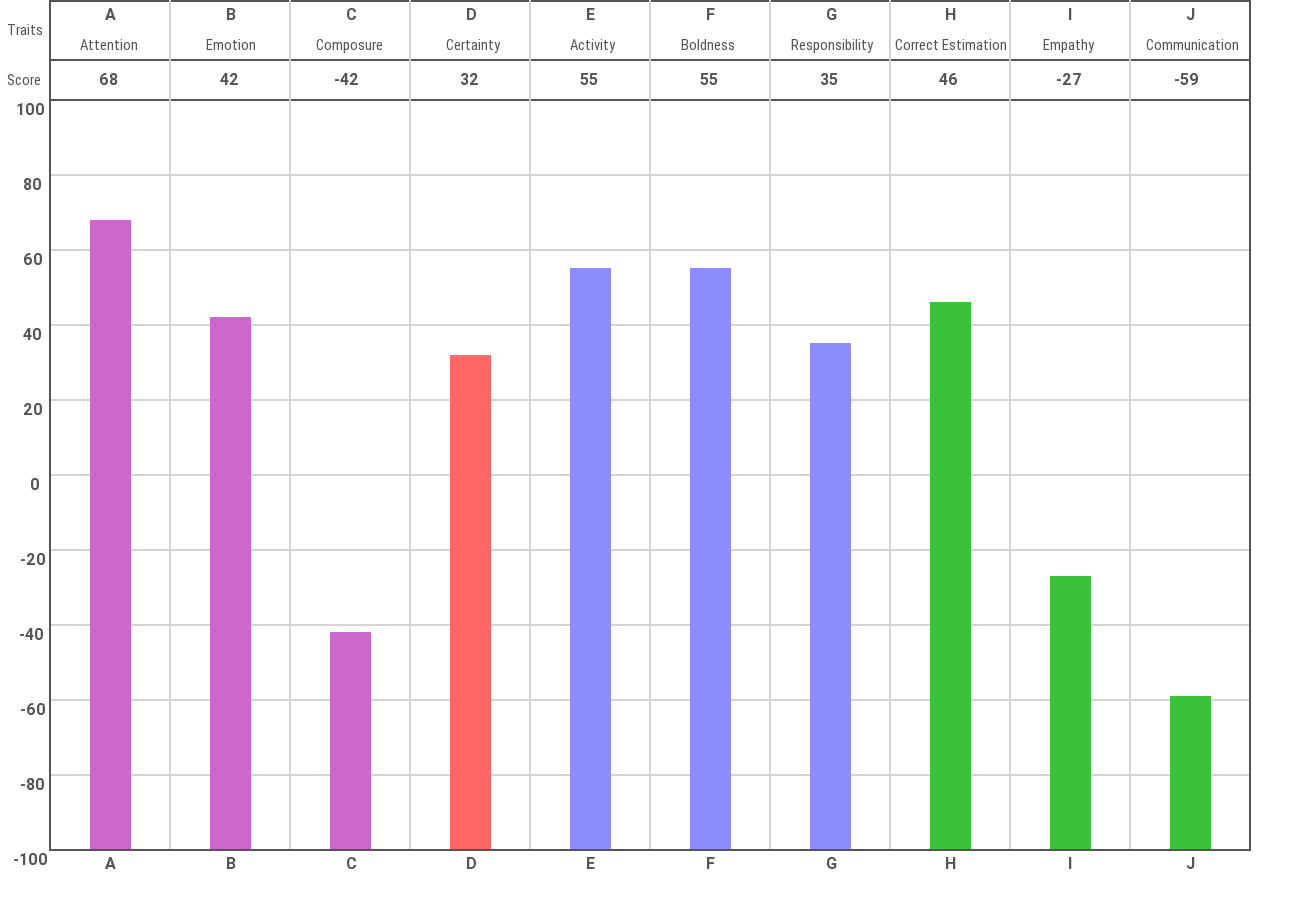 A B C D E F G H I J
Traits
Attention Emotion Composure Certainty Activity Boldness Responsibility Correct Estimation Empathy Communication
Score 68 42 -42 32 55 55 35 46 -27 -59
100
80
60
40
20
0
-20
-40
-60
-80
-100
A B C D E F G H I J